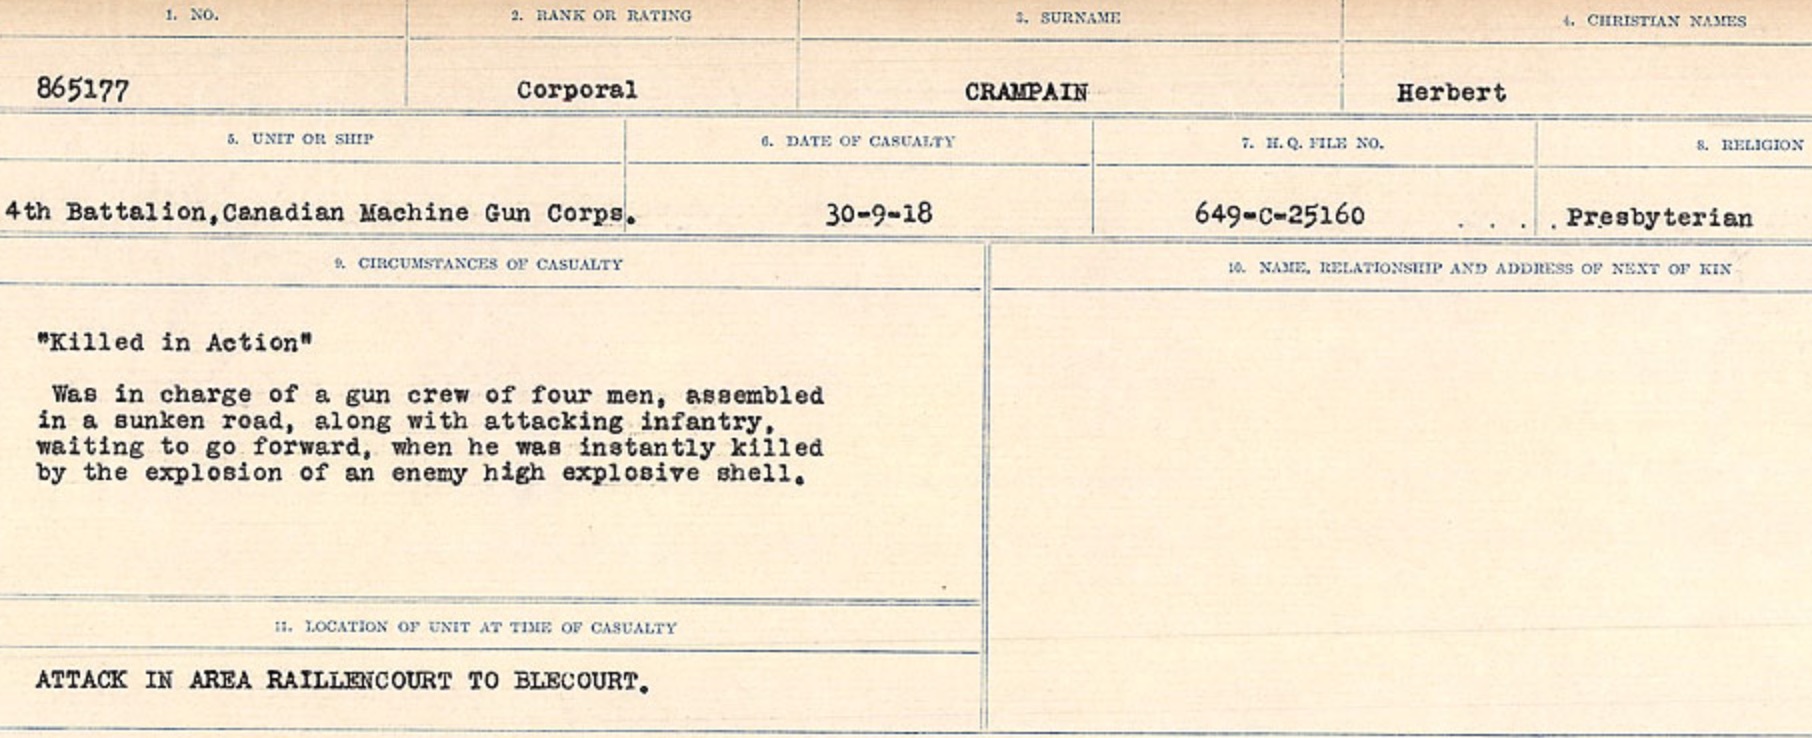 1. NO. 2. RANK OR RATING 3. SURNAME 4. CHRISTIAN NAMES
865177 Corporal CRAMPAIN Herbert
5. UNIT OR SHIP 6. DATE OF CASUALTY 7. H.Q. FILE NO. 8. RELIGION
4th Battalion,Canadian Machine Gun Corps. 30-9-18 649-C-25160 . . . . Presbyterian
9. CIRCUMSTANCES OF CASUALTY 10. NAME, RELATIONSHIP AND ADDRESS OF NEXT OF KIN
"Killed in Action"
Was in charge of a gun crew of four men, assembled
in a sunken road, along with attacking infantry,
waiting to go forward, when he was instantly killed
by the explosion of an enemy high explosive shell.
11. LOCATION OF UNIT AT TIME OF CASUALTY
ATTACK IN AREA RAILLENCOURT TO BLECOURT.